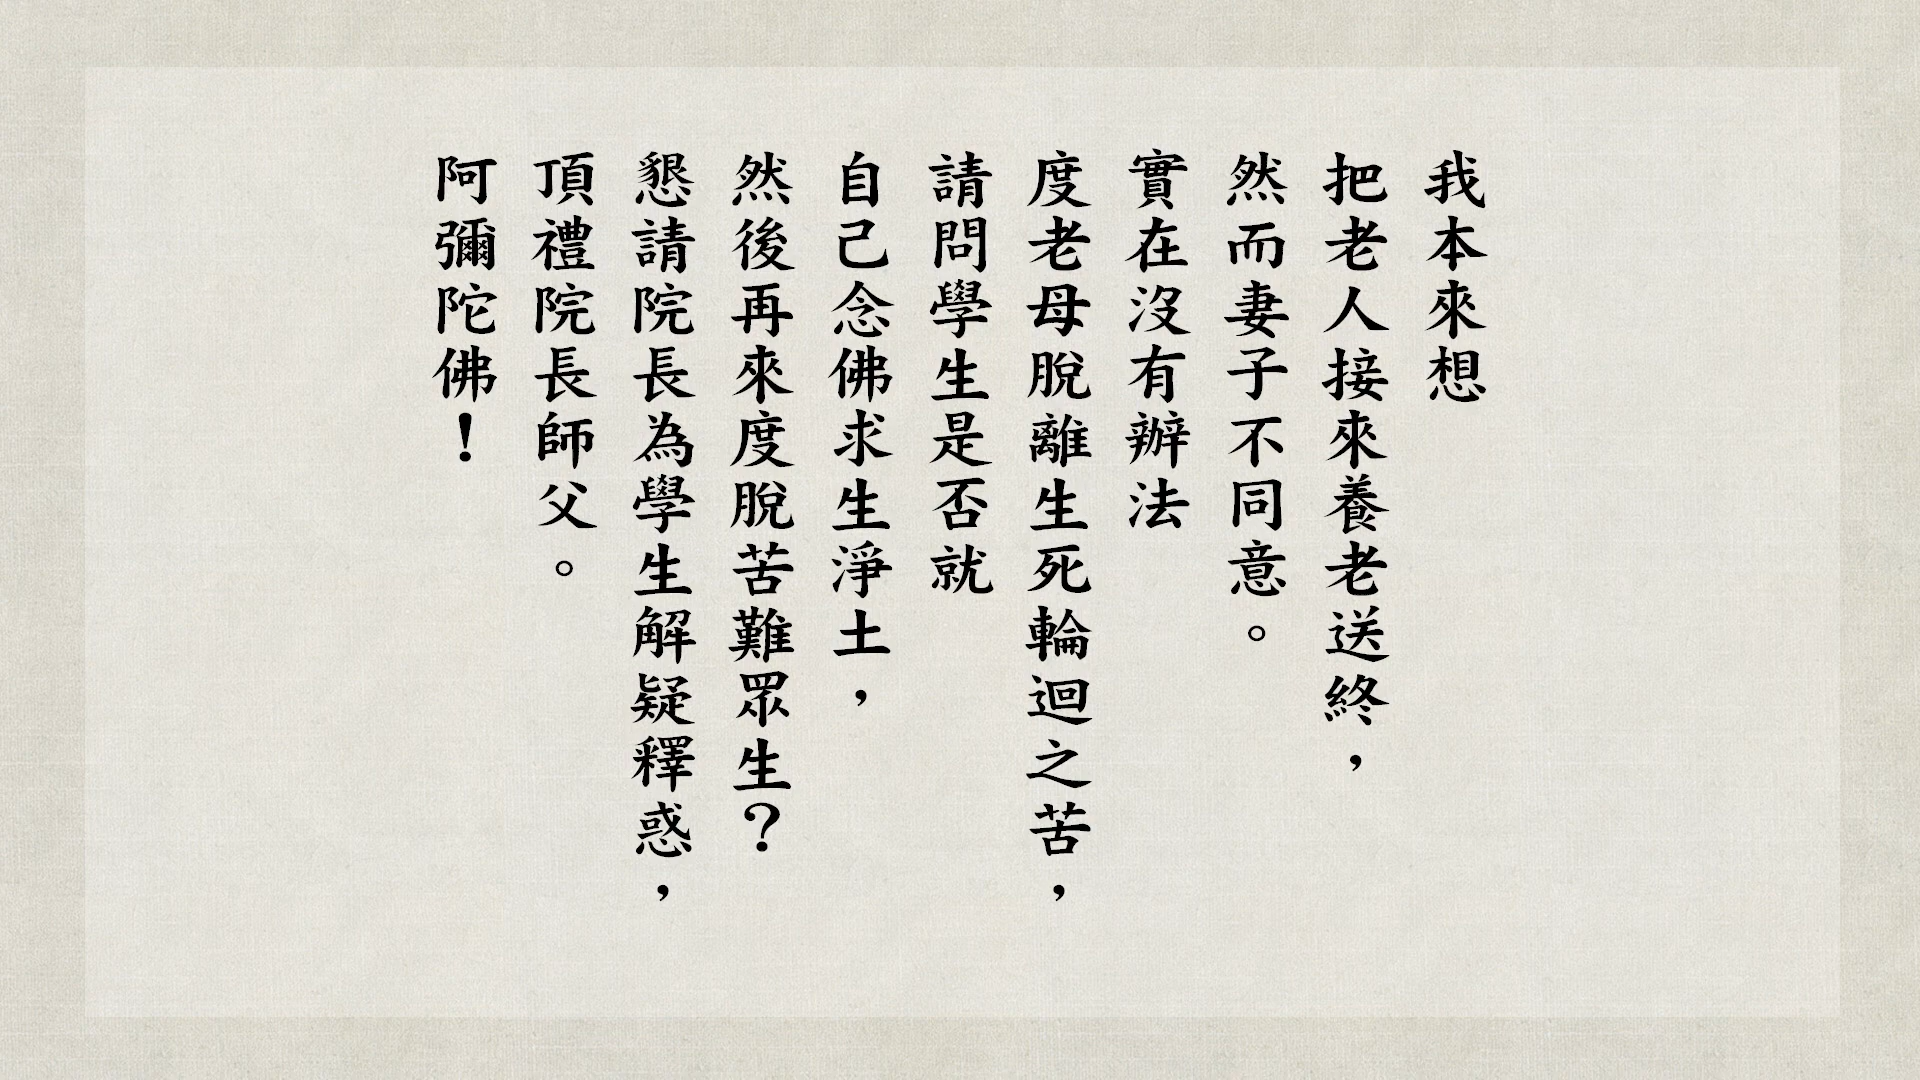 我本來想
把老人接來養老送終，
然而妻子不同意。
實在沒有辦法
度老母脫離生死輪迴之苦，
請問學生是否就
自己念佛求生淨土，
然後再來度脫苦難眾生？
懇請院長為學生解疑釋惑，
頂禮院長師父。
阿彌陀佛！